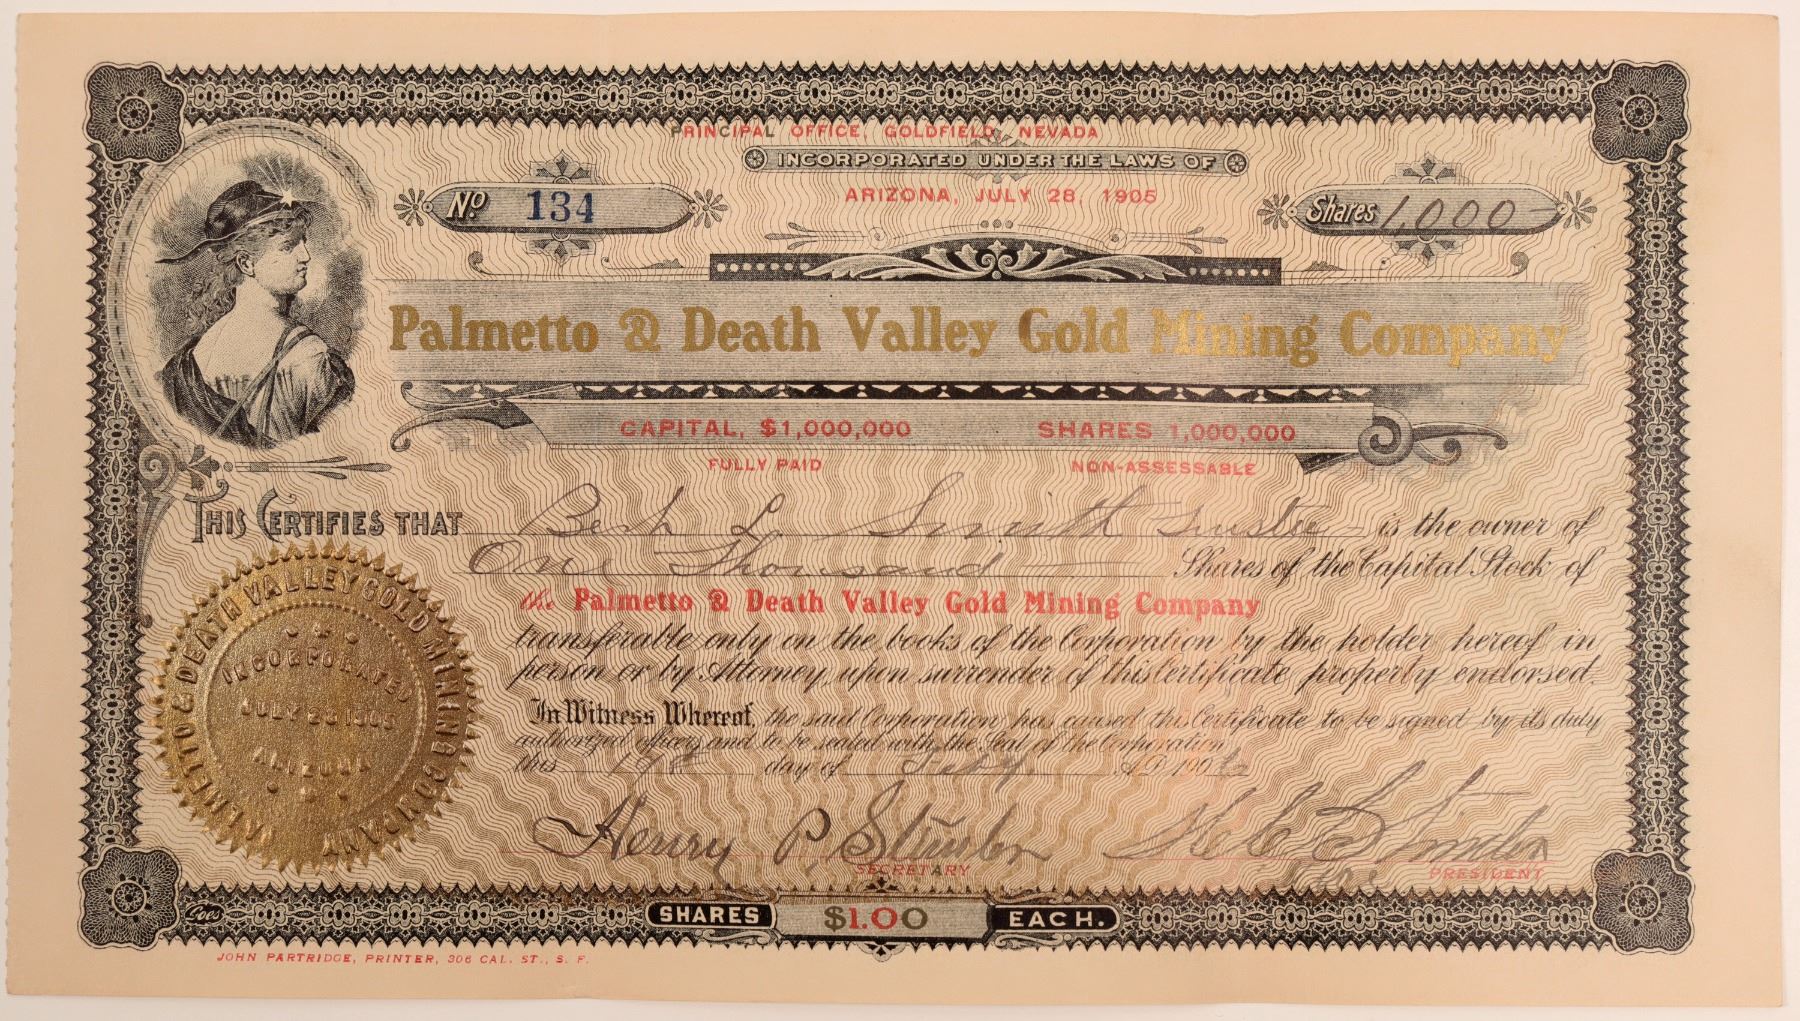 PRINCIPAL OFFICE, GOLDFIELD, NEVADA
INCORPORATED UNDER THE LAWS OF
ARIZONA, JULY 28, 1905
No 134
Shares 1,000-
Palmetto & Death Valley Gold Mining Company
CAPITAL, $1,000,000 SHARES 1,000,000
FULLY PAID NON-ASSESSABLE
THIS CERTIFIES THAT L Smith Trustee is the owner of
One Thousand Shares of the Capital Stock of
the Palmetto & Death Valley Gold Mining Company
transferable only on the books of the Corporation by the holder hereof in
person or by Attorney, upon surrender of this Certificate properly endorsed.
In Witness Whereof, the said Corporation has caused this Certificate to be signed by its duly
authorized officers and to be sealed with the Seal of the Corporation
this day of Feby A.D. 190
PALMETTO & DEATH VALLEY GOLD MINING COMPANY
INCORPORATED
JULY 28 1905
ARIZONA
Henry P.
SECRETARY
PRESIDENT
Goes
SHARES $1.00 EACH.
JOHN PARTRIDGE, PRINTER, 306 CAL. ST., S. F.